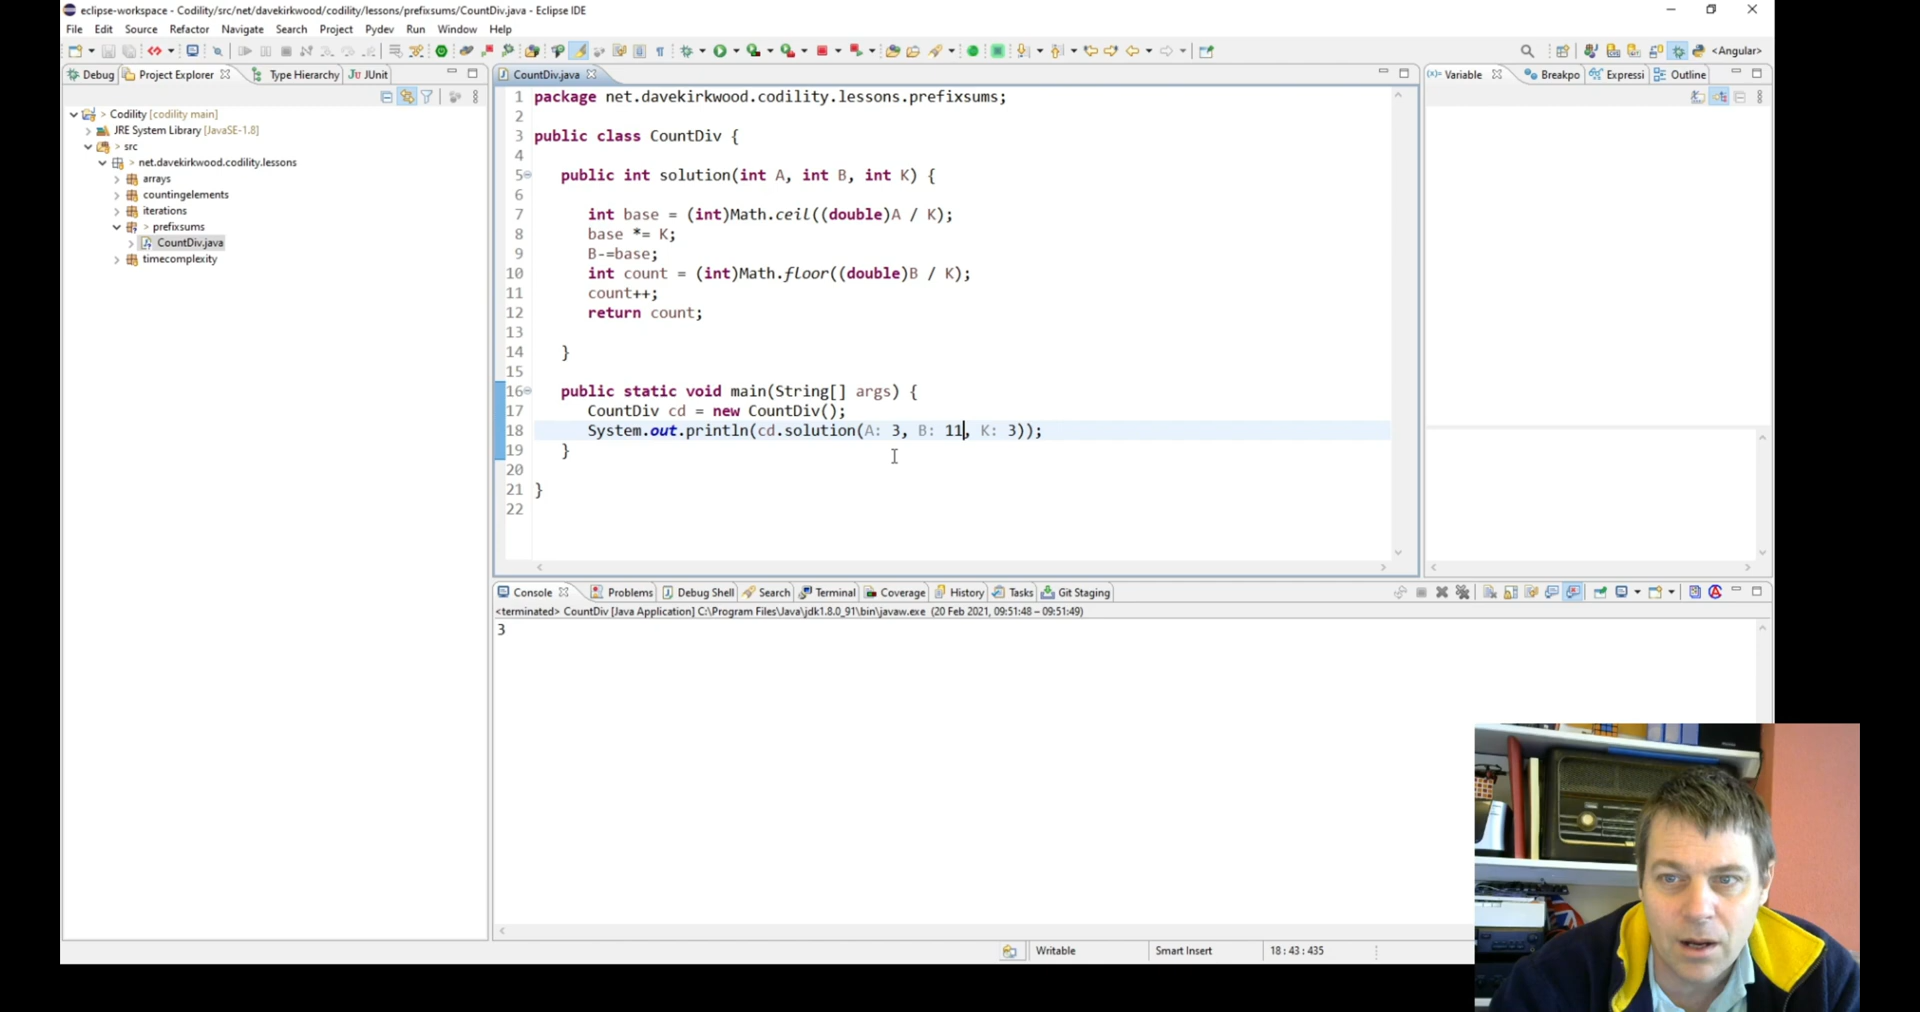 eclipse-workspace - Codility/src/net/davekirkwood/codility/lessons/prefixsums/CountDiv.java - Eclipse IDE
File Edit Source Refactor Navigate Search Project Pydev Run Window Help
<Angular>
Debug Project Explorer Type Hierarchy JUnit
CountDiv.java
Variable Breakpo Expressi Outline
> Codility [codility main]
JRE System Library [JavaSE-1.8]
> src
> net.davekirkwood.codility.lessons
arrays
countingelements
iterations
> prefixsums
CountDiv.java
timecomplexity
1 package net.davekirkwood.codility.lessons.prefixsums;
2
3 public class CountDiv {
4
5 public int solution(int A, int B, int K) {
6
7 int base = (int)Math.ceil((double)A / K);
8 base *= K;
9 B-=base;
10 int count = (int)Math.floor((double)B / K);
11 count++;
12 return count;
13
14 }
15
16 public static void main(String[] args) {
17 CountDiv cd = new CountDiv();
18 System.out.println(cd.solution(A: 3, B: 11, K: 3));
19 }
20
21 }
22
Console Problems Debug Shell Search Terminal Coverage History Tasks Git Staging
<terminated> CountDiv [Java Application] C:\Program Files\Java\jdk1.8.0_91\bin\javaw.exe (20 Feb 2021, 09:51:48 – 09:51:49)
3
Writable Smart Insert 18 : 43 : 435